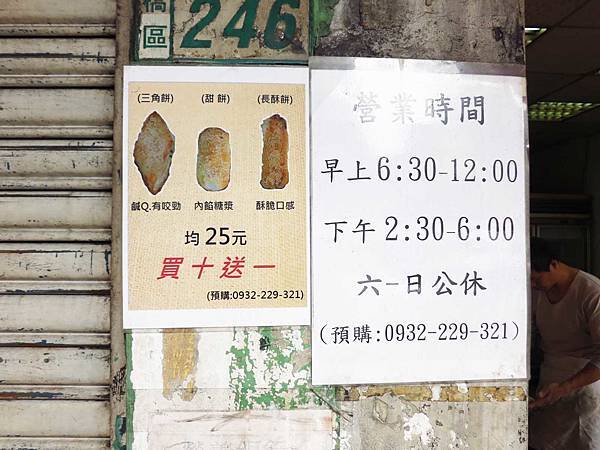 橋區
246
(三角餅) (甜 餅) (長酥餅)
鹹Q.有咬勁 內餡糖漿 酥脆口感
均 25元
買十送一
(預購:0932-229-321)
營業時間
早上6:30-12:00
下午 2:30-6:00
六-日公休
(預購:0932-229-321)